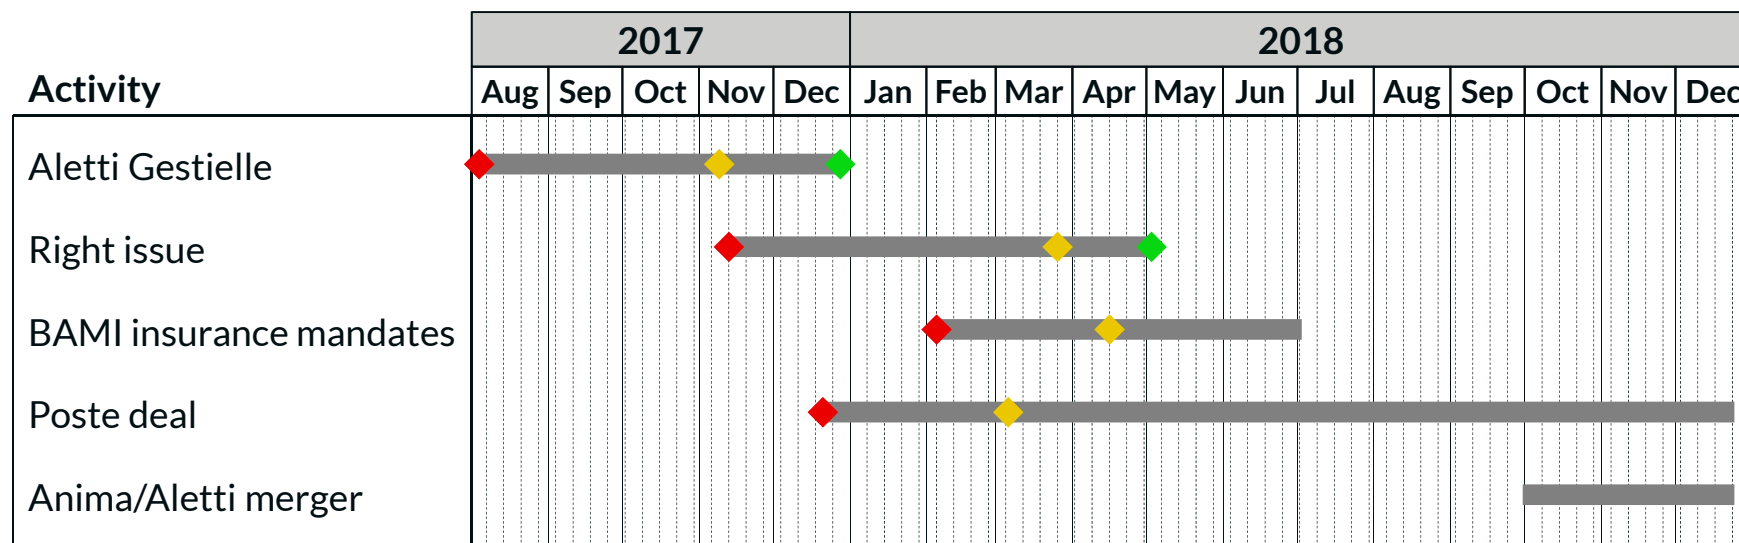 2017 2018
Activity Aug Sep Oct Nov Dec Jan Feb Mar Apr May Jun Jul Aug Sep Oct Nov Dec
Aletti Gestielle
Right issue
BAMI insurance mandates
Poste deal
Anima/Aletti merger